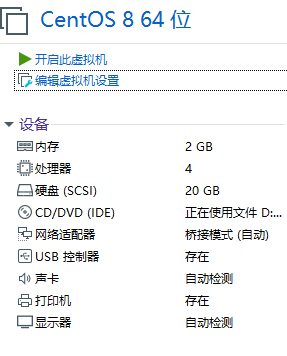 CentOS 8 64 位
开启此虚拟机
编辑虚拟机设置
设备
内存 2 GB
处理器 4
硬盘 (SCSI) 20 GB
CD/DVD (IDE) 正在使用文件 D:...
网络适配器 桥接模式 (自动)
USB 控制器 存在
声卡 自动检测
打印机 存在
显示器 自动检测